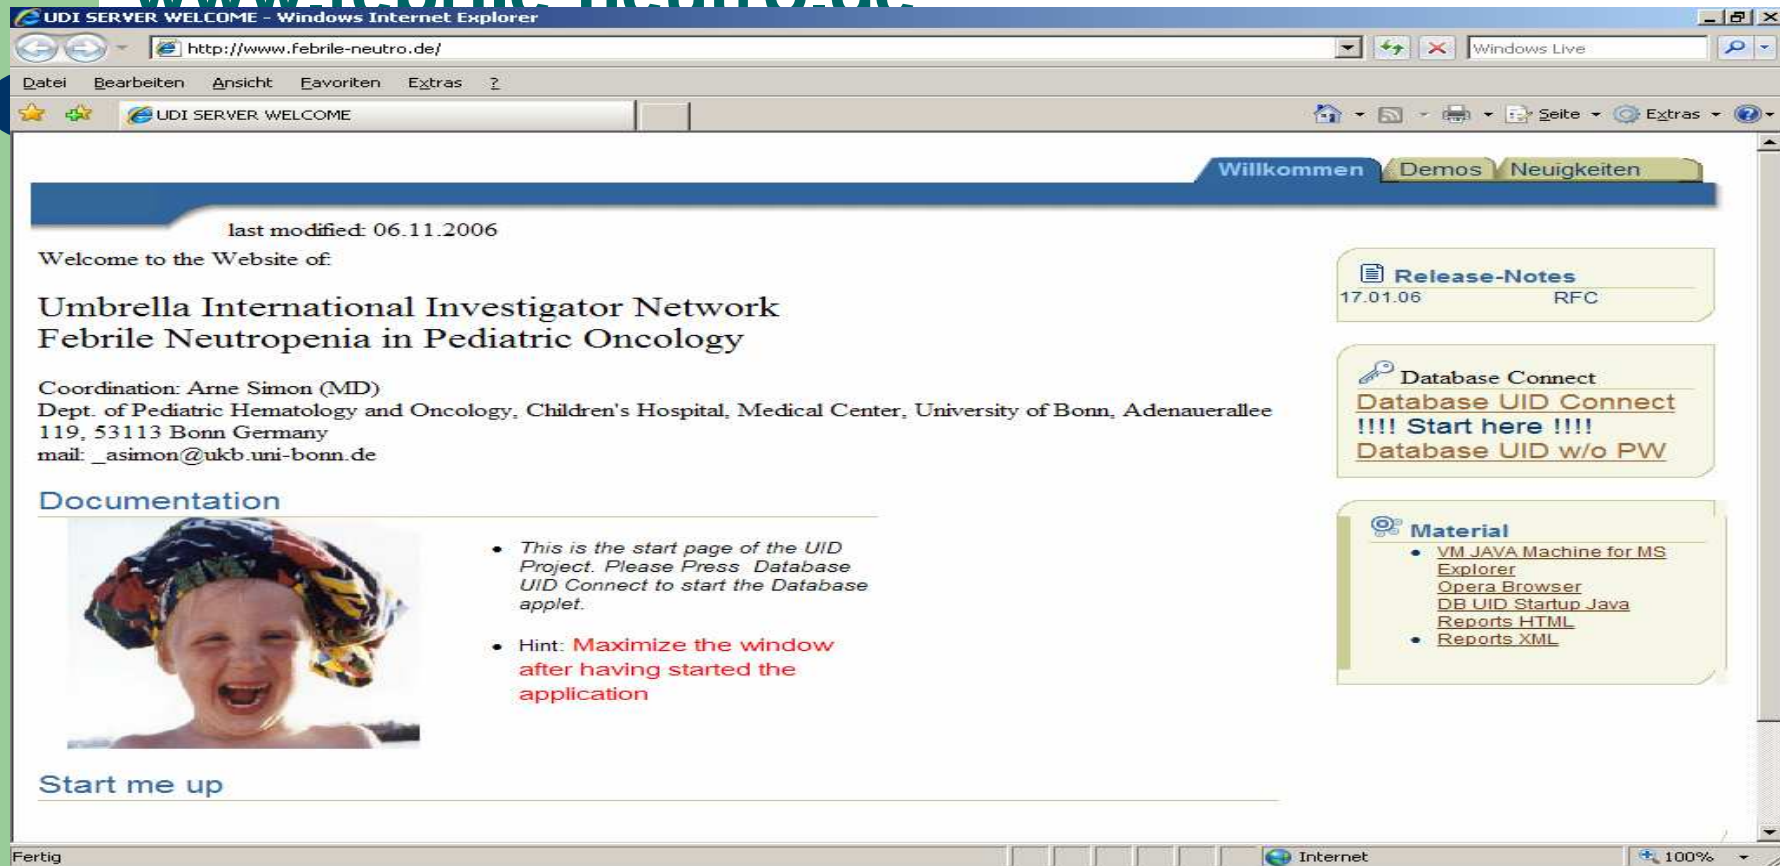 www.febrile-neutro.de
UDI SERVER WELCOME - Windows Internet Explorer
http://www.febrile-neutro.de/
Windows Live
Datei Bearbeiten Ansicht Favoriten Extras ?
UDI SERVER WELCOME
Seite Extras
Willkommen Demos Neuigkeiten
last modified: 06.11.2006
Welcome to the Website of:
Umbrella International Investigator Network
Febrile Neutropenia in Pediatric Oncology
Coordination: Arne Simon (MD)
Dept. of Pediatric Hematology and Oncology, Children's Hospital, Medical Center, University of Bonn, Adenauerallee
119, 53113 Bonn Germany
mail: _asimon@ukb.uni-bonn.de
Documentation
This is the start page of the UID
Project. Please Press Database
UID Connect to start the Database
applet.
Hint: Maximize the window
after having started the
application
Start me up
Release-Notes
17.01.06 RFC
Database Connect
Database UID Connect
!!!! Start here !!!!
Database UID w/o PW
Material
VM JAVA Machine for MS
Explorer
Opera Browser
DB UID Startup Java
Reports HTML
Reports XML
Fertig
Internet
100%